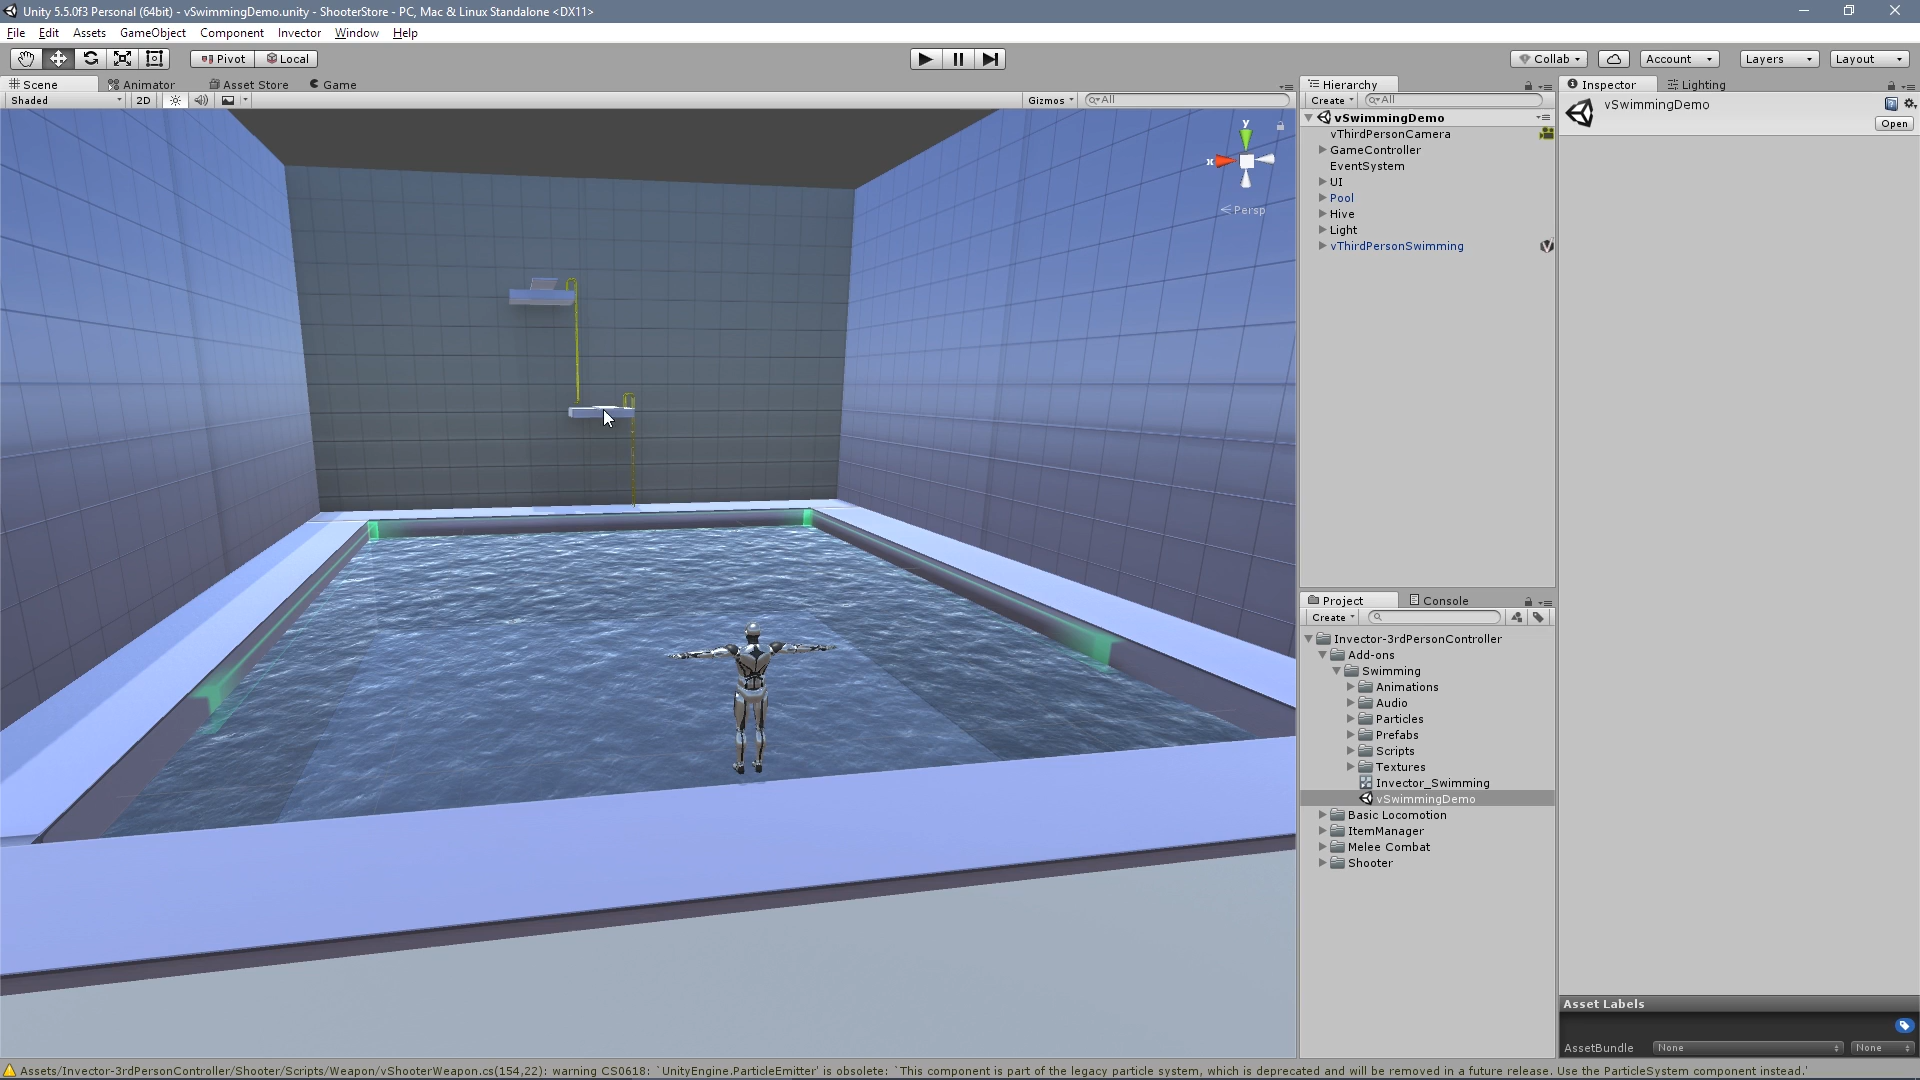 Unity 5.5.0f3 Personal (64bit) - vSwimmingDemo.unity - ShooterStore - PC, Mac & Linux Standalone <DX11>
File Edit Assets GameObject Component Invector Window Help
Pivot Local Collab Account Layers Layout
Scene Animator Asset Store Game
Shaded 2D Gizmos All
y
x
Persp
Hierarchy
Create All
vSwimmingDemo
vThirdPersonCamera
GameController
EventSystem
UI
Pool
Hive
Light
vThirdPersonSwimming
Project Console
Create
Invector-3rdPersonController
Add-ons
Swimming
Animations
Audio
Particles
Prefabs
Scripts
Textures
Invector_Swimming
vSwimmingDemo
Basic Locomotion
ItemManager
Melee Combat
Shooter
Inspector Lighting
vSwimmingDemo
Open
Asset Labels
AssetBundle None None
Assets/Invector-3rdPersonController/Shooter/Scripts/Weapon/vShooterWeapon.cs(154,22): warning CS0618: `UnityEngine.ParticleEmitter' is obsolete: `This component is part of the legacy particle system, which is deprecated and will be removed in a future release. Use the ParticleSystem component instead.'